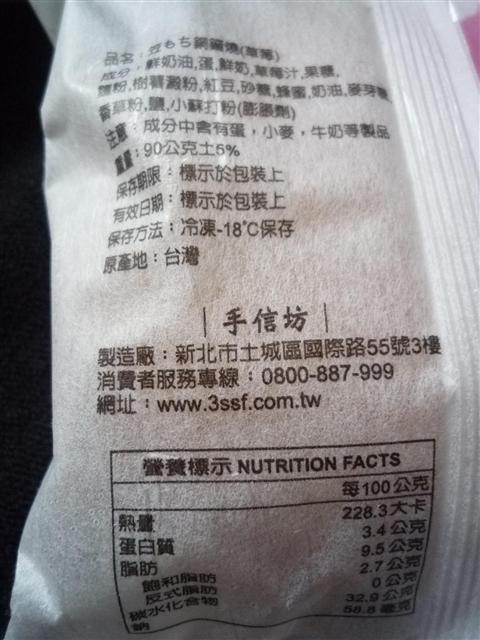 品名：笠もち銅鑼燒(草莓)
成分：鮮奶油,蛋,鮮奶,草莓汁,果糖,
麵粉,樹薯澱粉,紅豆,砂糖,蜂蜜,奶油,麥芽糖
香草粉,鹽,小蘇打粉(膨脹劑)
注意：成分中含有蛋，小麥，牛奶等製品
重量：90公克±6%
保存期限：標示於包裝上
有效日期：標示於包裝上
保存方法：冷凍-18℃保存
原產地：台灣
｜手信坊｜
製造廠：新北市土城區國際路55號3樓
消費者服務專線：0800-887-999
網址：www.3ssf.com.tw
營養標示 NUTRITION FACTS
每100公克
熱量 228.3大卡
蛋白質 3.4公克
脂肪 9.5公克
飽和脂肪 2.7公克
反式脂肪 0公克
碳水化合物 32.9公克
鈉 58.8毫克